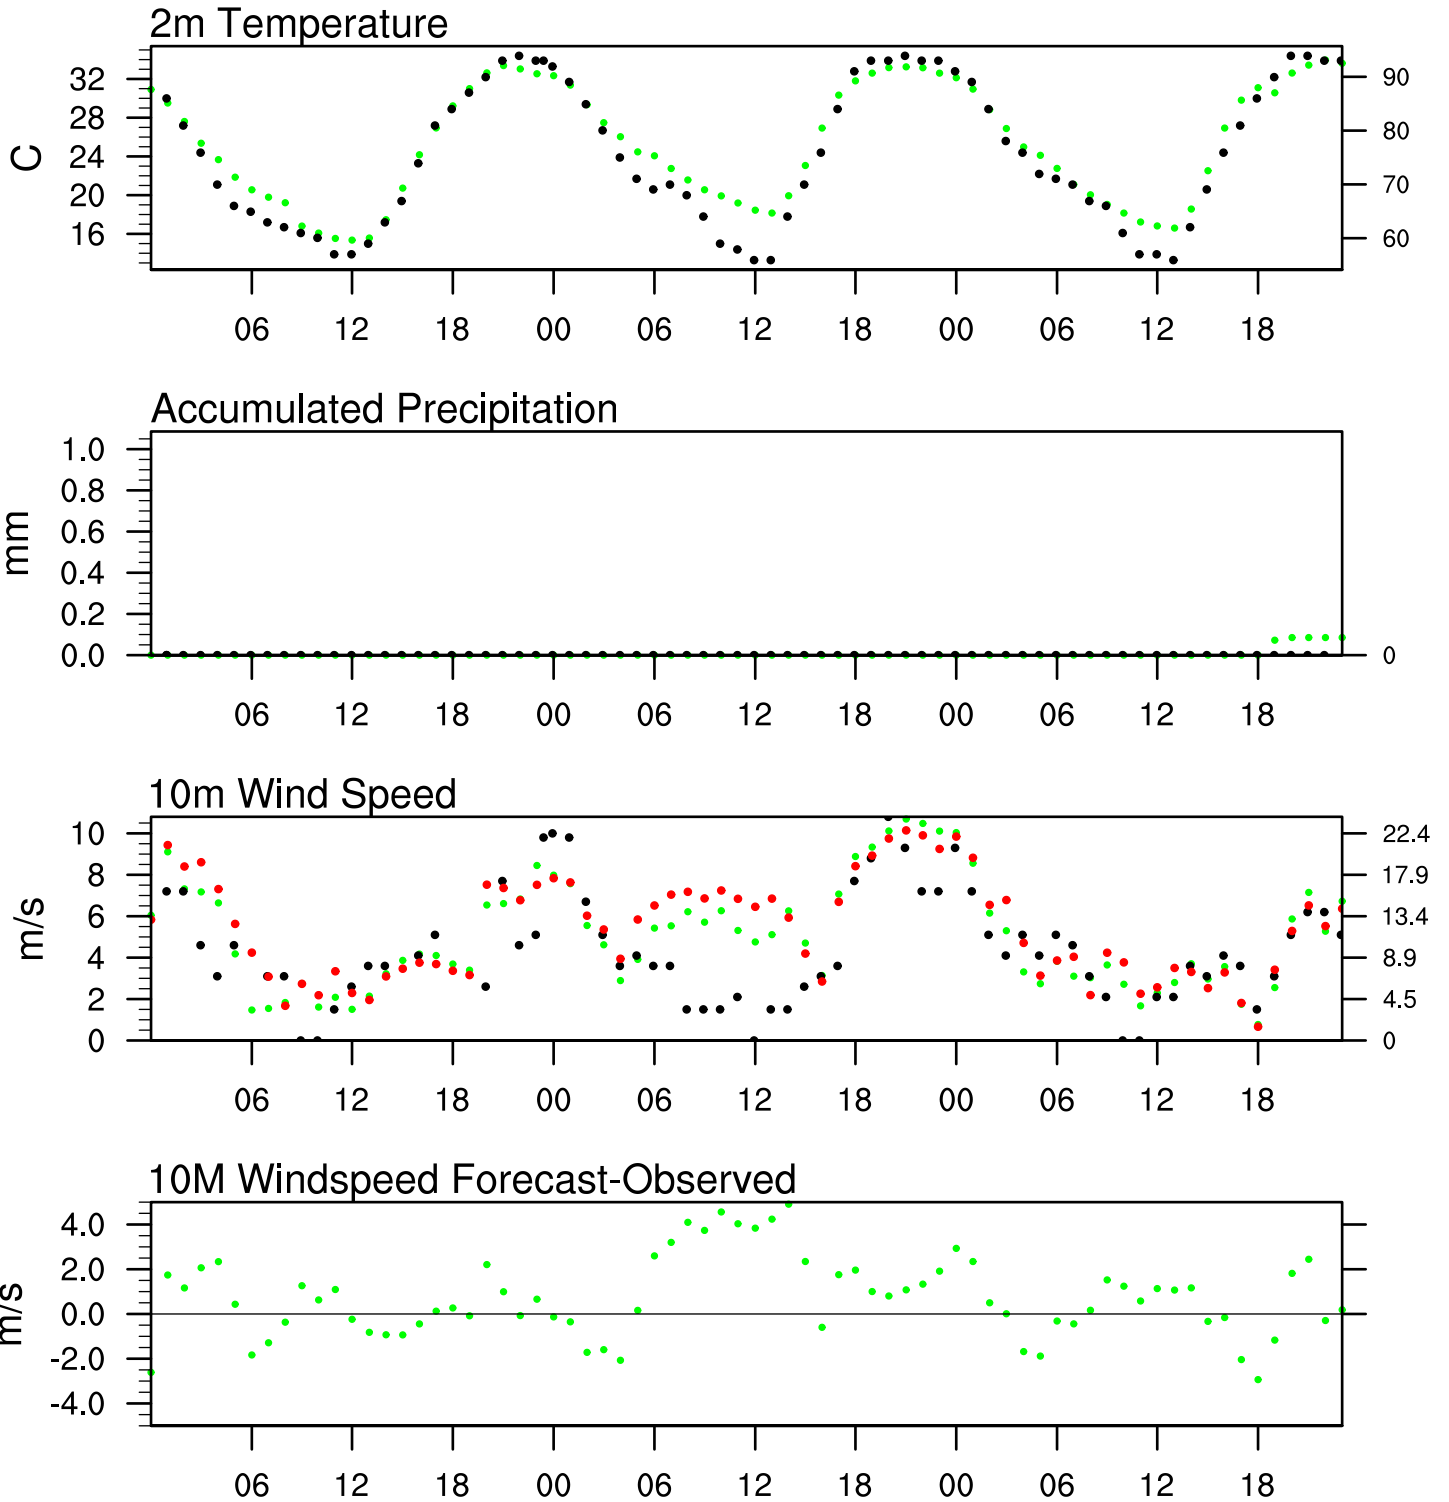 2m Temperature
C
32
28
24
20
16
90
80
70
60
06 12 18 00 06 12 18 00 06 12 18
Accumulated Precipitation
mm
1.0
0.8
0.6
0.4
0.2
0.0
0
06 12 18 00 06 12 18 00 06 12 18
10m Wind Speed
m/s
10
8
6
4
2
0
22.4
17.9
13.4
8.9
4.5
0
06 12 18 00 06 12 18 00 06 12 18
10M Windspeed Forecast-Observed
m/s
4.0
2.0
0.0
-2.0
-4.0
06 12 18 00 06 12 18 00 06 12 18